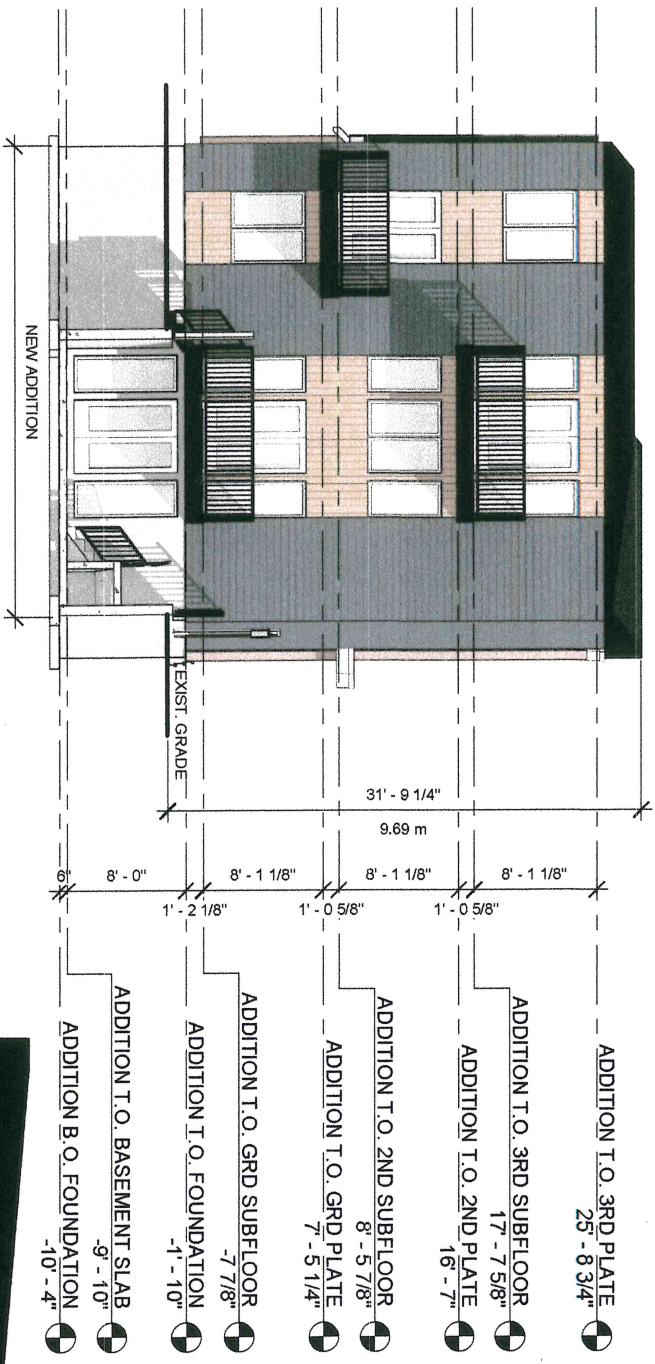 ADDITION T.O. 3RD PLATE
25' - 8 3/4"
ADDITION T.O. 3RD SUBFLOOR
17' - 7 5/8"
ADDITION T.O. 2ND PLATE
16' - 7"
ADDITION T.O. 2ND SUBFLOOR
8' - 5 7/8"
ADDITION T.O. GRD PLATE
7' - 5 1/4"
ADDITION T.O. GRD SUBFLOOR
-7 7/8"
ADDITION T.O. FOUNDATION
-1' - 10"
ADDITION T.O. BASEMENT SLAB
-9' - 10"
ADDITION B.O. FOUNDATION
-10' - 4"
31' - 9 1/4"
9.69 m
6"
8' - 0"
1' - 2 1/8"
8' - 1 1/8"
1' - 0 5/8"
8' - 1 1/8"
1' - 0 5/8"
8' - 1 1/8"
EXIST. GRADE
NEW ADDITION